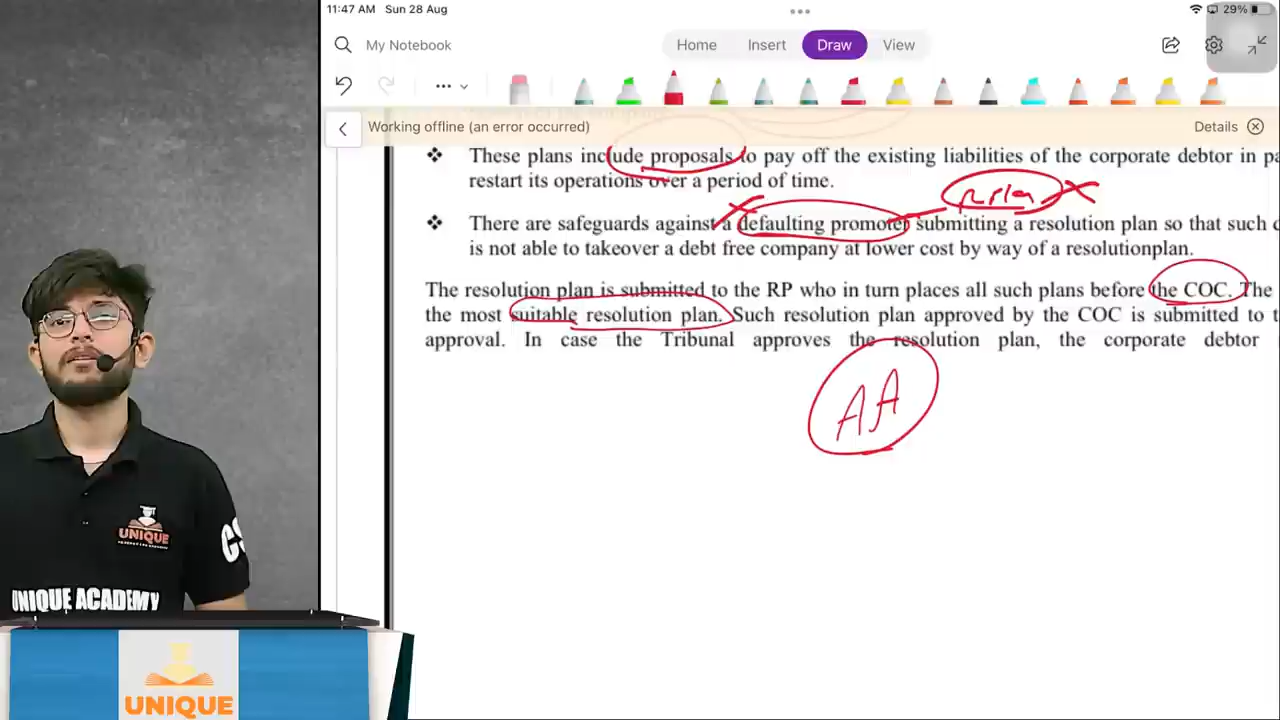 11:47 AM Sun 28 Aug
29%
My Notebook
Home Insert Draw View
Working offline (an error occurred)
Details
These plans include proposals to pay off the existing liabilities of the corporate debtor in pa
restart its operations over a period of time.
There are safeguards against a defaulting promoter submitting a resolution plan so that such d
is not able to takeover a debt free company at lower cost by way of a resolutionplan.
The resolution plan is submitted to the RP who in turn places all such plans before the COC. The
the most suitable resolution plan. Such resolution plan approved by the COC is submitted to t
approval. In case the Tribunal approves the resolution plan, the corporate debtor
AA
UNIQUE
CS
UNIQUE ACADEMY
UNIQUE